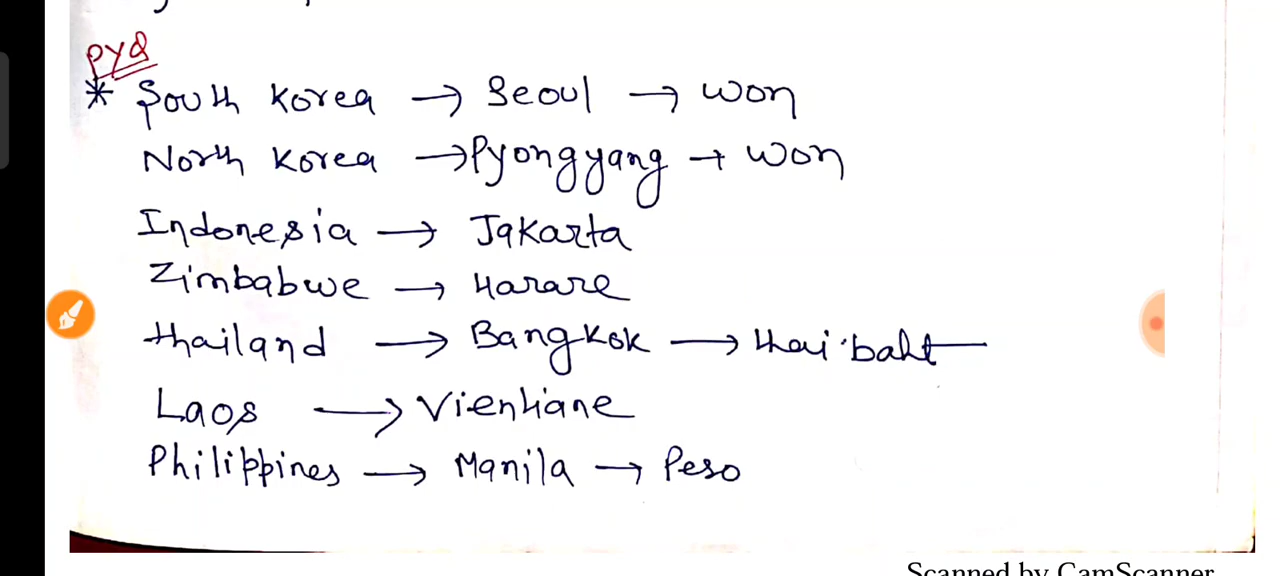 PYQ
* South Korea → Seoul → won
North Korea → Pyongyang → won
Indonesia → Jakarta
Zimbabwe → Harare
thailand → Bangkok → thai baht
Laos → Vientiane
Philippines → Manila → Peso
Scanned by CamScanner